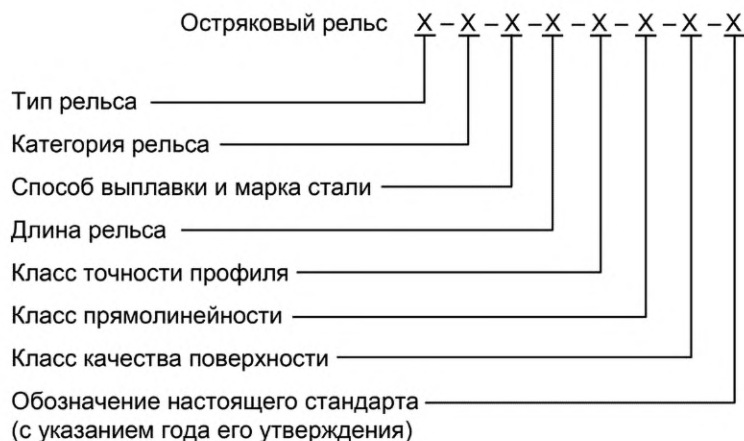 Остряковый рельс X – X – X – X – X – X – X – X
Тип рельса
Категория рельса
Способ выплавки и марка стали
Длина рельса
Класс точности профиля
Класс прямолинейности
Класс качества поверхности
Обозначение настоящего стандарта
(с указанием года его утверждения)